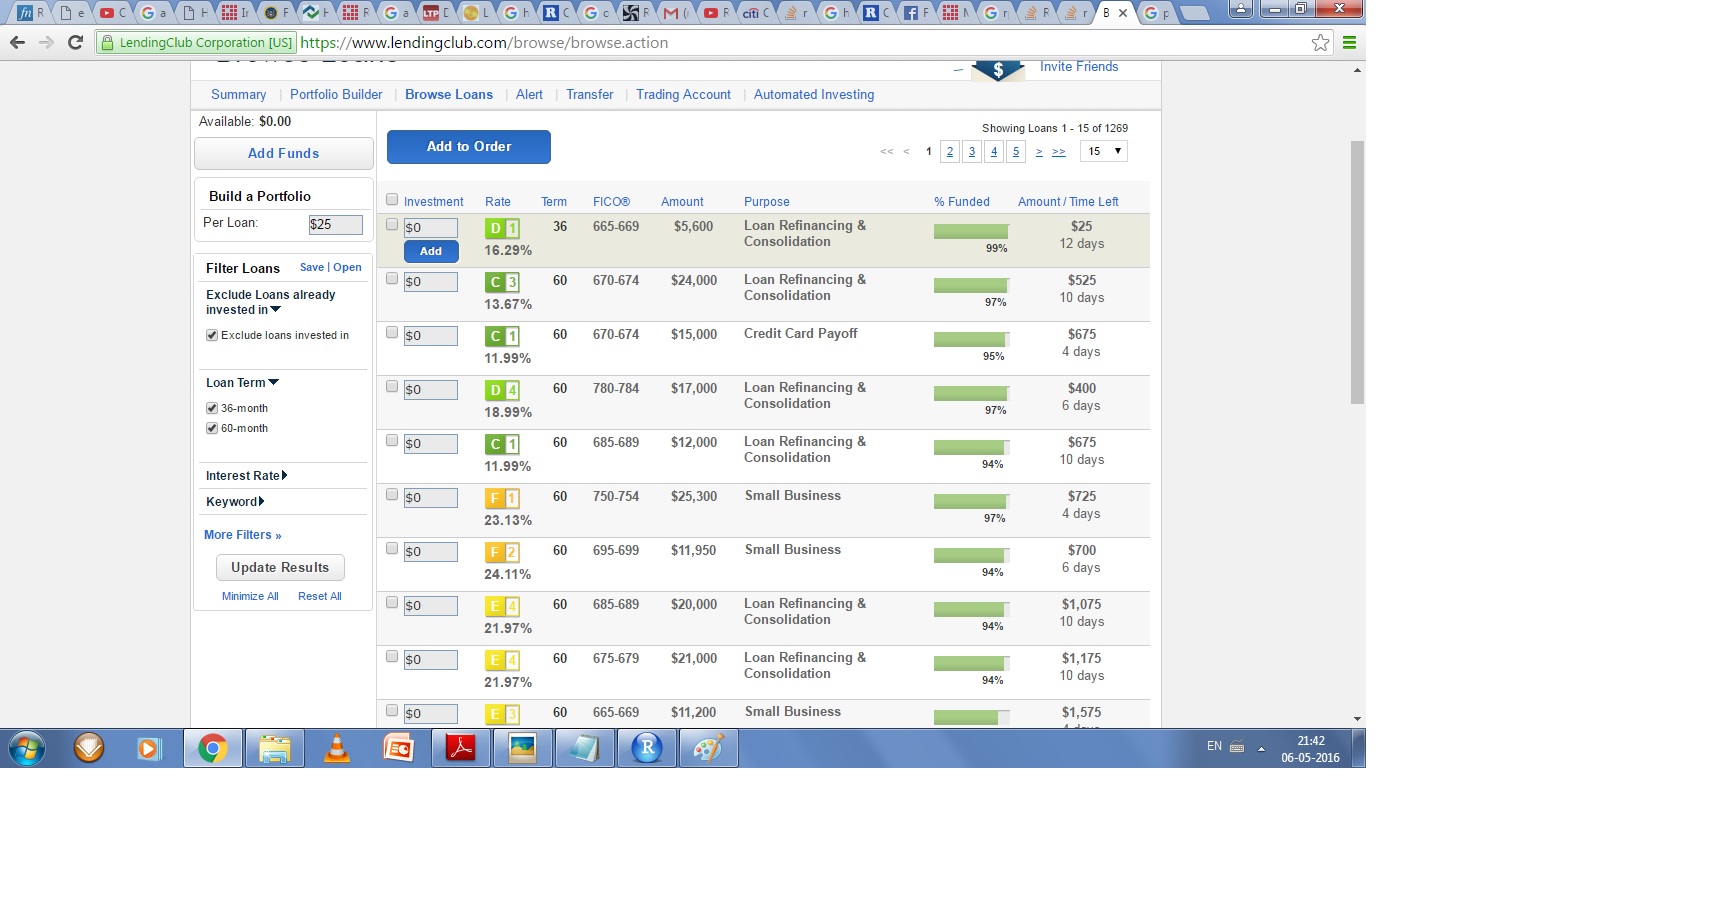 LendingClub Corporation [US] https://www.lendingclub.com/browse/browse.action
$ Invite Friends
Summary | Portfolio Builder | Browse Loans | Alert | Transfer | Trading Account | Automated Investing
Available: $0.00
Add Funds
Build a Portfolio
Per Loan: $25
Filter Loans Save | Open
Exclude Loans already
invested in
Exclude loans invested in
Loan Term
36-month
60-month
Interest Rate
Keyword
More Filters »
Update Results
Minimize All Reset All
Add to Order
Showing Loans 1 - 15 of 1269
<< < 1 2 3 4 5 > >> 15
Investment Rate Term FICO® Amount Purpose % Funded Amount / Time Left
$0 D 1 36 665-669 $5,600 Loan Refinancing & $25
Add 16.29% Consolidation 99% 12 days
$0 C 3 60 670-674 $24,000 Loan Refinancing & $525
13.67% Consolidation 97% 10 days
$0 C 1 60 670-674 $15,000 Credit Card Payoff $675
11.99% 95% 4 days
$0 D 4 60 780-784 $17,000 Loan Refinancing & $400
18.99% Consolidation 97% 6 days
$0 C 1 60 685-689 $12,000 Loan Refinancing & $675
11.99% Consolidation 94% 10 days
$0 F 1 60 750-754 $25,300 Small Business $725
23.13% 97% 4 days
$0 F 2 60 695-699 $11,950 Small Business $700
24.11% 94% 6 days
$0 E 4 60 685-689 $20,000 Loan Refinancing & $1,075
21.97% Consolidation 94% 10 days
$0 E 4 60 675-679 $21,000 Loan Refinancing & $1,175
21.97% Consolidation 94% 10 days
$0 E 3 60 665-669 $11,200 Small Business $1,575
EN 21:42
06-05-2016